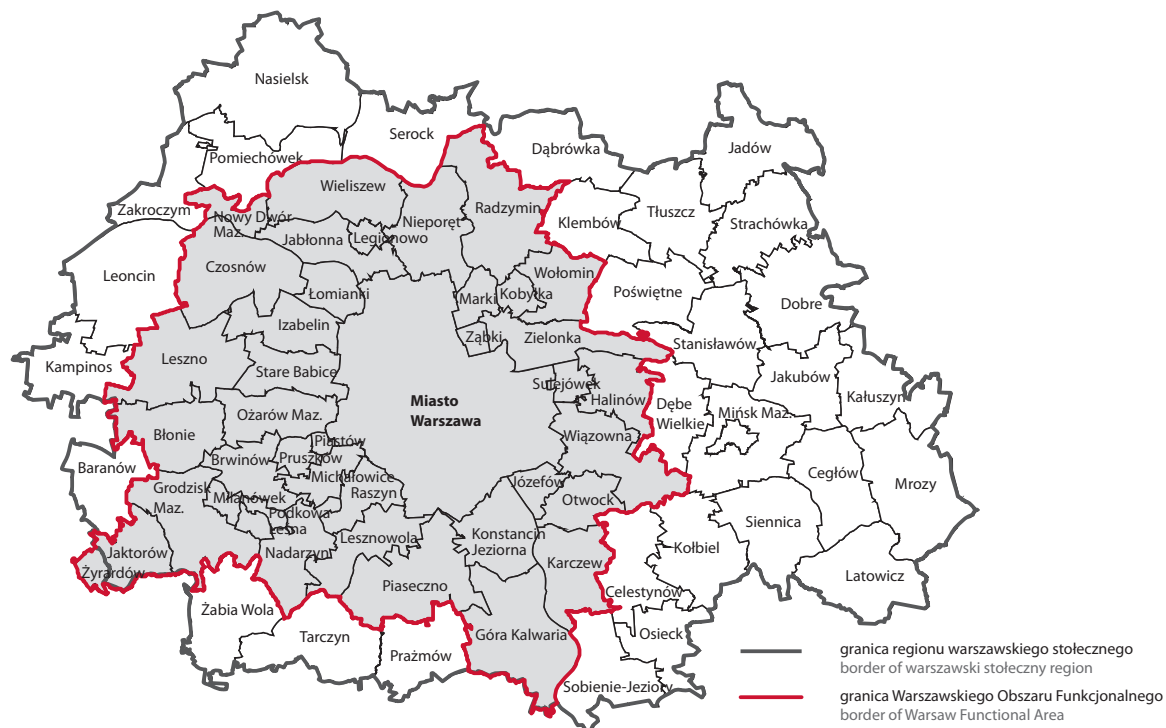 Nasielsk
Serock
Dąbrówka
Jadów
Pomiechówek
Wieliszew
Zakroczym
Nowy Dwór
Maz.
Nieporęt
Radzymin
Klembów
Tłuszcz
Strachówka
Jabłonna
Legionowo
Leoncin
Czosnów
Wołomin
Łomianki
Marki
Kobyłka
Poświętne
Dobre
Izabelin
Ząbki
Zielonka
Stanisławów
Kampinos
Leszno
Stare Babice
Sulejówek
Halinów
Jakubów
Kałuszyn
Miasto
Warszawa
Dębe
Wielkie
Mińsk Maz.
Ożarów Maz.
Błonie
Piastów
Wiązowna
Baranów
Brwinów
Pruszków
Michałowice
Cegłów
Mrozy
Grodzisk
Maz.
Milanówek
Raszyn
Józefów
Otwock
Podkowa
Leśna
Lesznowola
Konstancin
Jeziorna
Siennica
Jaktorów
Nadarzyn
Kołbiel
Żyrardów
Piaseczno
Karczew
Celestynów
Latowicz
Żabia Wola
Tarczyn
Prażmów
Góra Kalwaria
Osieck
Sobienie-Jeziory
granica regionu warszawskiego stołecznego
border of warszawski stołeczny region
granica Warszawskiego Obszaru Funkcjonalnego
border of Warsaw Functional Area